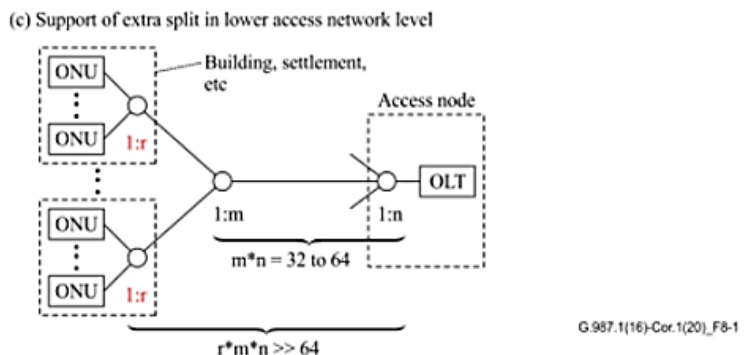 (c) Support of extra split in lower access network level
ONU
ONU
1:r
Building, settlement,
etc
Access node
OLT
1:m
1:n
m*n = 32 to 64
ONU
ONU
1:r
r*m*n >> 64
G.987.1(16)-Cor.1(20)_F8-1